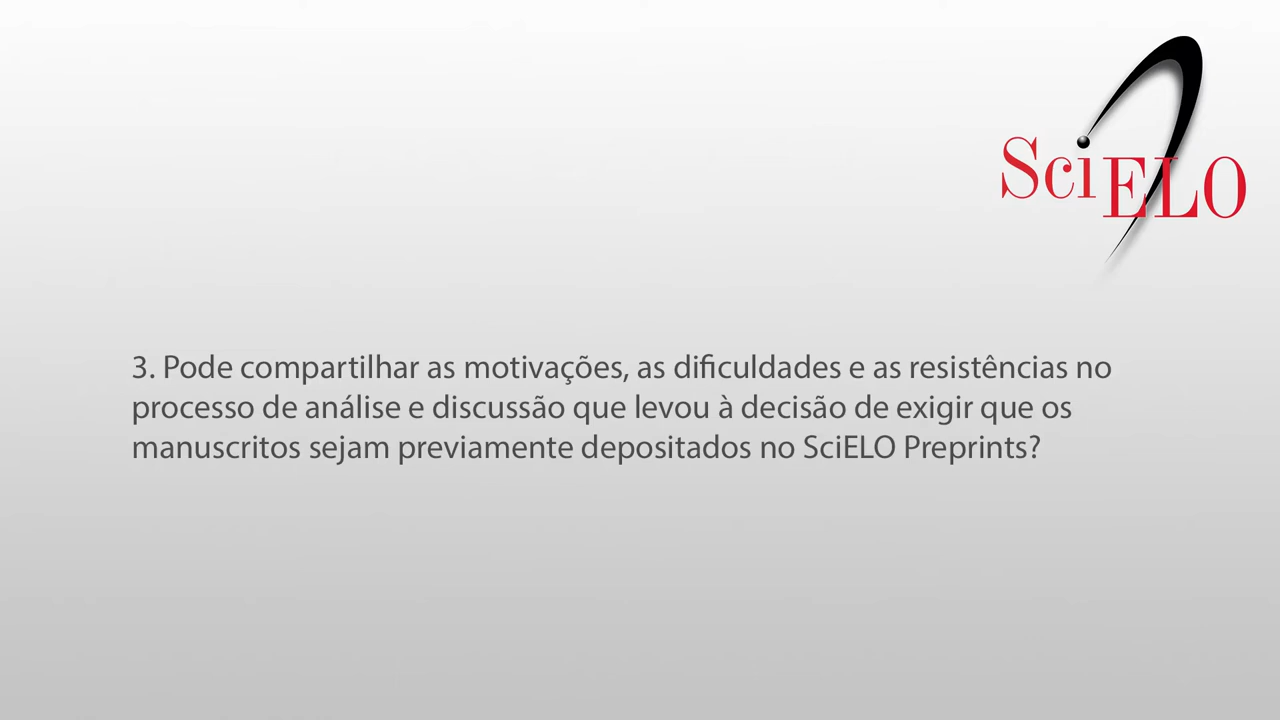 SciELO
3. Pode compartilhar as motivações, as dificuldades e as resistências no
processo de análise e discussão que levou à decisão de exigir que os
manuscritos sejam previamente depositados no SciELO Preprints?